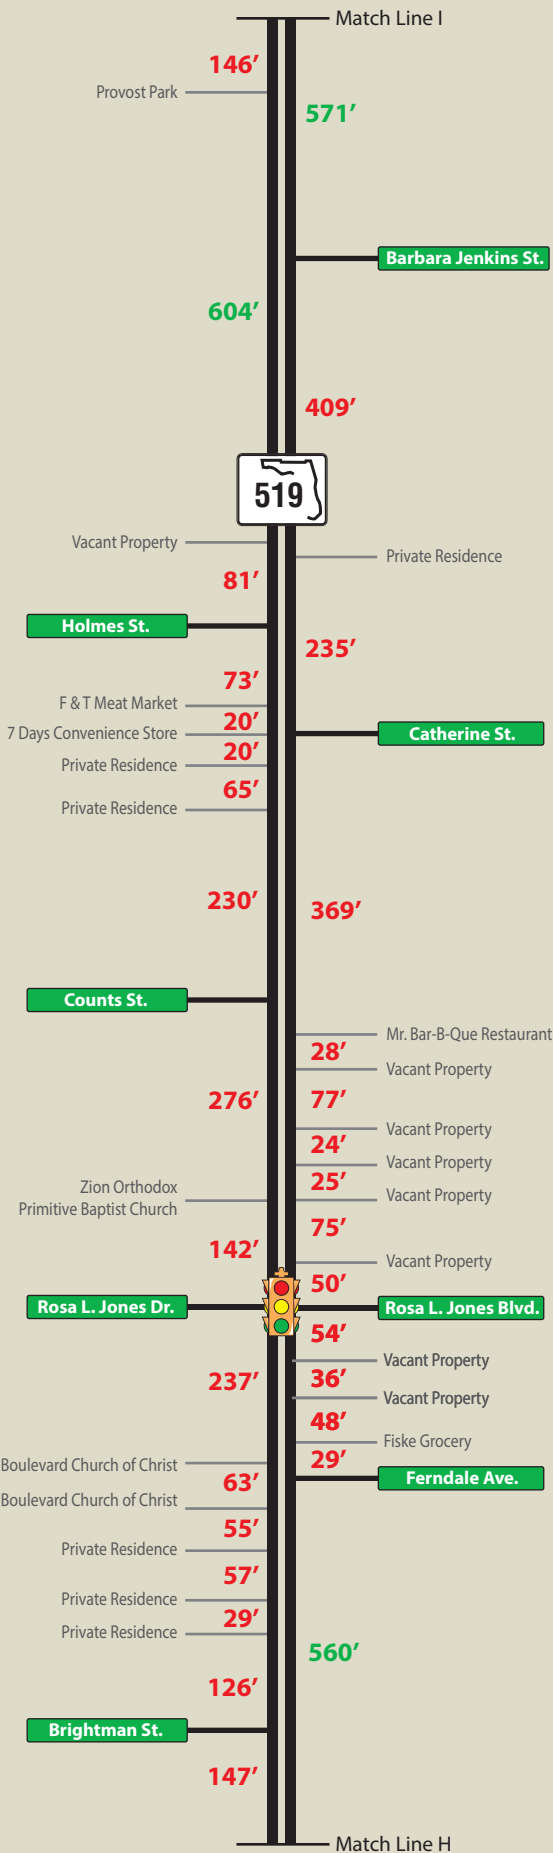 Match Line I
146’
Provost Park
571’
Barbara Jenkins St.
604’
409’
519
Vacant Property
Private Residence
81’
Holmes St.
235’
73’
F & T Meat Market
20’
7 Days Convenience Store
Catherine St.
20’
Private Residence
65’
Private Residence
230’
369’
Counts St.
Mr. Bar-B-Que Restaurant
28’
Vacant Property
276’
77’
Vacant Property
24’
Vacant Property
25’
Zion Orthodox
Primitive Baptist Church
Vacant Property
75’
142’
Vacant Property
50’
Rosa L. Jones Dr.
Rosa L. Jones Blvd.
54’
Vacant Property
237’
36’
Vacant Property
48’
Fiske Grocery
29’
Boulevard Church of Christ
Ferndale Ave.
63’
Boulevard Church of Christ
55’
Private Residence
57’
Private Residence
29’
Private Residence
560’
126’
Brightman St.
147’
Match Line H